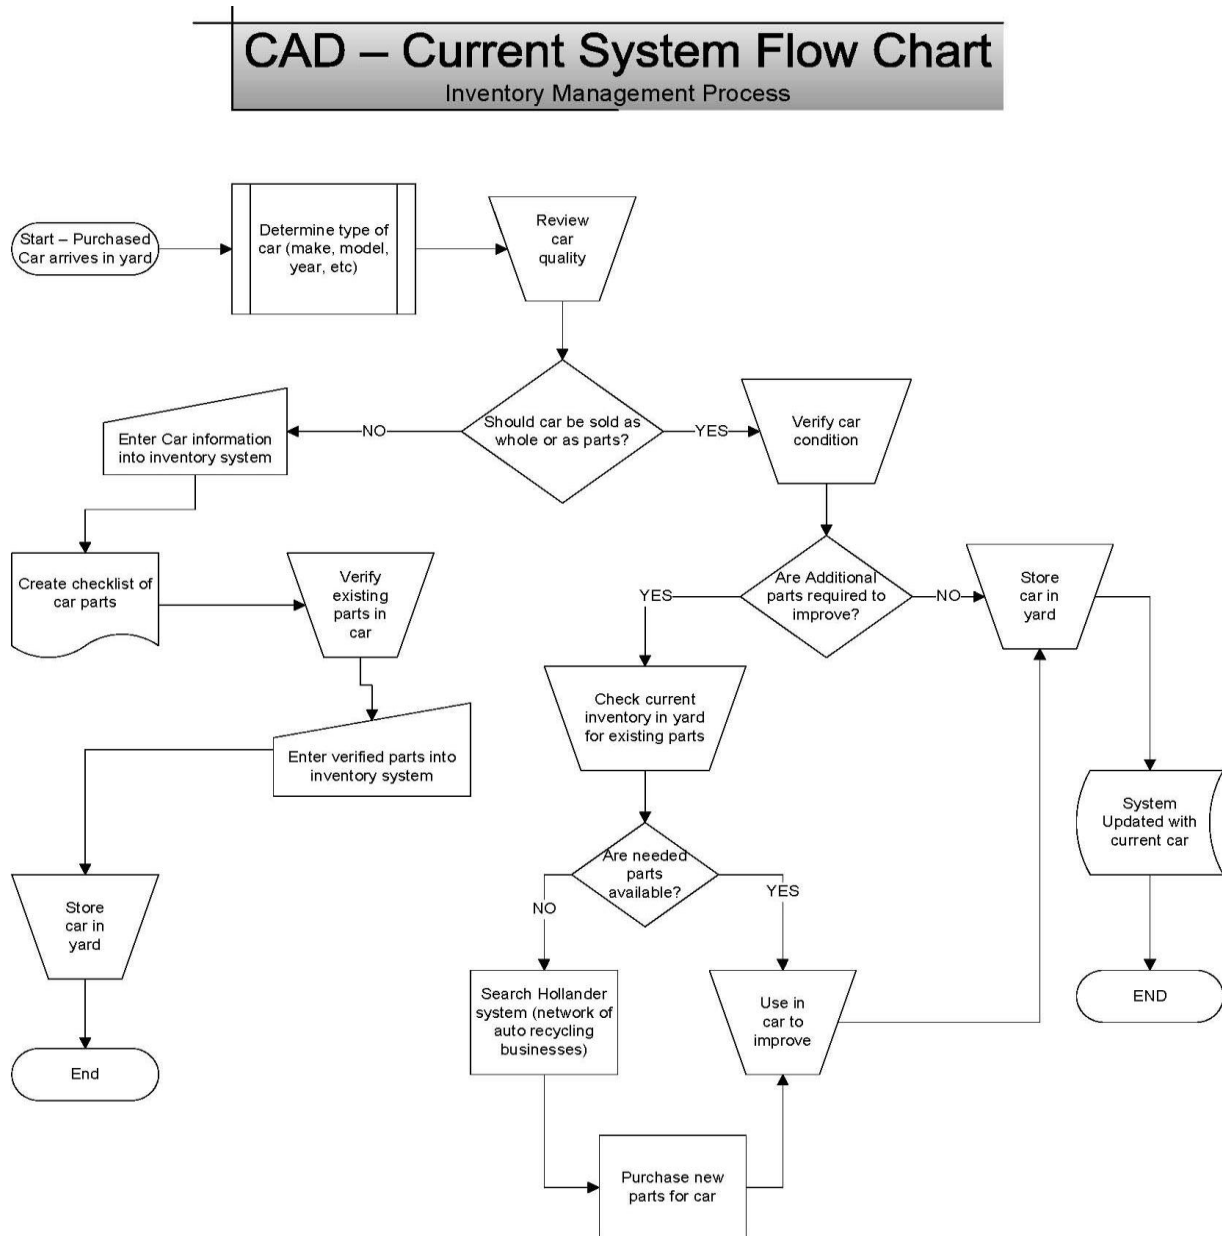 CAD – Current System Flow Chart
Inventory Management Process
Start – Purchased
Car arrives in yard
Determine type of
car (make, model,
year, etc)
Review
car
quality
Should car be sold as
whole or as parts?
NO
YES
Enter Car information
into inventory system
Verify car
condition
Create checklist of
car parts
Verify
existing
parts in
car
Are Additional
parts required to
improve?
YES
NO
Store
car in
yard
Check current
inventory in yard
for existing parts
Enter verified parts into
inventory system
System
Updated with
current car
Are needed
parts
available?
NO
YES
Store
car in
yard
Search Hollander
system (network of
auto recycling
businesses)
Use in
car to
improve
END
End
Purchase new
parts for car